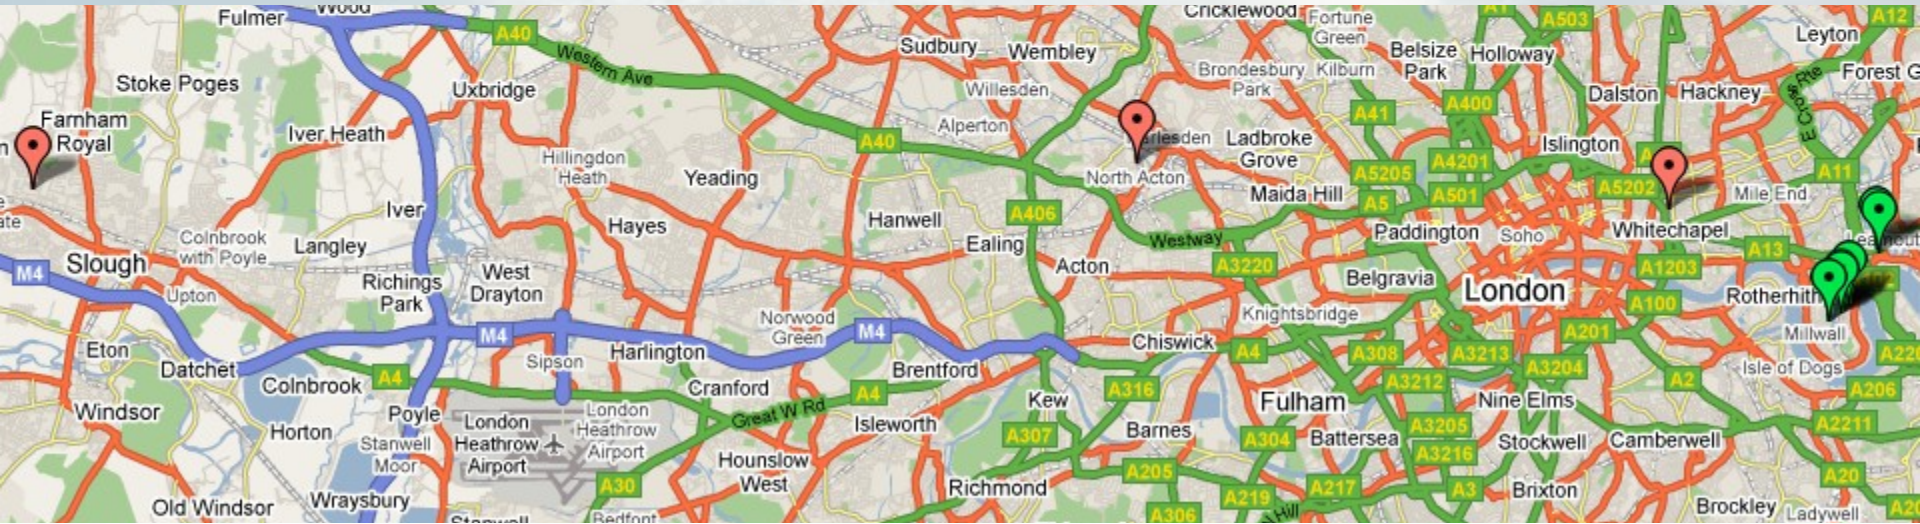 Fulmer
Wood
A40
Western Ave
Sudbury
Wembley
Cricklewood
Fortune
Green
A1
A503
A12
Leyton
Belsize
Park
Holloway
Stoke Poges
Uxbridge
Willesden
Brondesbury
Park
Kilburn
Forest G
Dalston
Hackney
A41
A400
Farnham
Royal
Iver Heath
Alperton
A40
Ladbroke
Grove
Islington
Hillingdon
Heath
Yeading
North Acton
A5205
A4201
A501
A5202
A11
Mile End
Maida Hill
A5
Iver
Hayes
Hanwell
A406
Ealing
Westway
Paddington
Soho
Whitechapel
A13
Colnbrook
with Poyle
Langley
Slough
M4
Upton
Richings
Park
West
Drayton
Acton
A3220
Belgravia
London
A1203
A100
Knightsbridge
Norwood
Green
M4
M4
Sipson
Harlington
Chiswick
A4
A308
A3213
A201
Millwall
Isle of Dogs
Eton
Datchet
Colnbrook
A4
Cranford
Brentford
A4
A316
A3212
A3204
A2
A206
Windsor
Horton
Poyle
Stanwell
Moor
London
Heathrow
Airport
London
Heathrow
Airport
Great W Rd
Isleworth
Kew
A307
Barnes
Fulham
A304
Battersea
A3205
A3216
Nine Elms
Stockwell
Camberwell
A2211
Hounslow
West
Richmond
A205
A219
A217
A3
Brixton
A20
Old Windsor
Wraysbury
A30
A306
Brockley
Ladywell